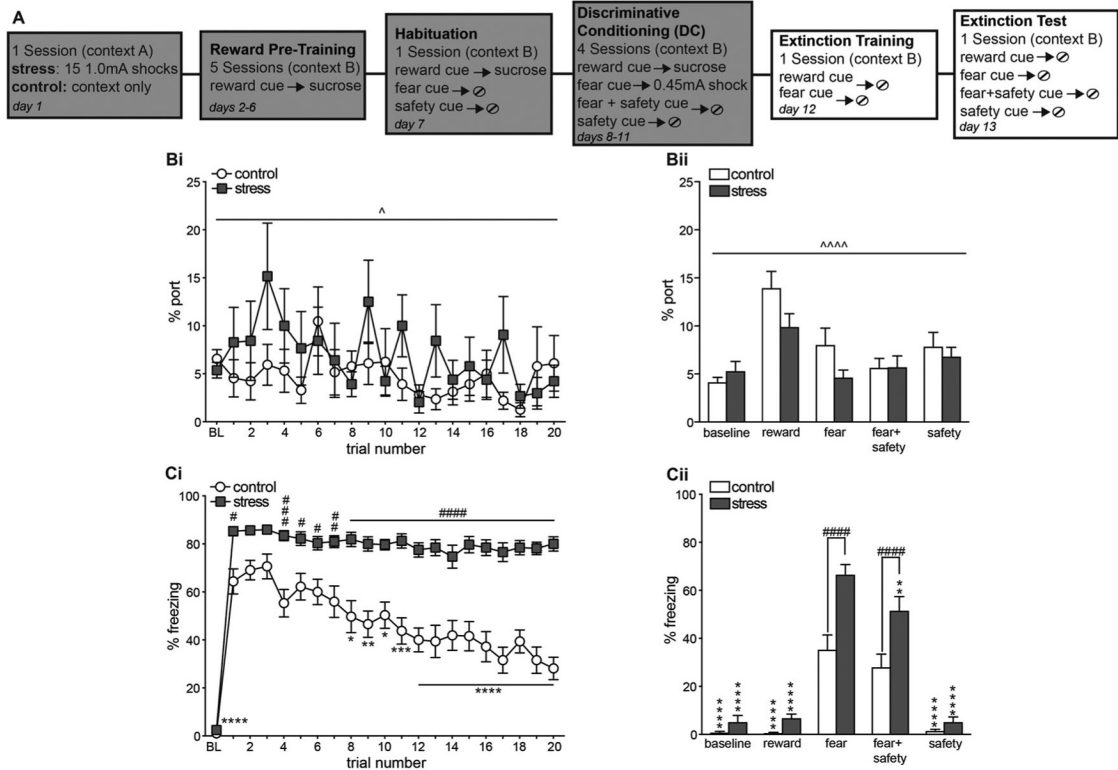 A
1 Session (context A)
stress: 15 1.0mA shocks
control: context only
day 1
Reward Pre-Training
5 Sessions (context B)
reward cue → sucrose
days 2-6
Habituation
1 Session (context B)
reward cue → sucrose
fear cue → ⊘
safety cue → ⊘
day 7
Discriminative
Conditioning (DC)
4 Sessions (context B)
reward cue → sucrose
fear cue → 0.45mA shock
fear + safety cue → ⊘
safety cue → ⊘
days 8-11
Extinction Training
1 Session (context B)
reward cue → ⊘
fear cue → ⊘
day 12
Extinction Test
1 Session (context B)
reward cue → ⊘
fear cue → ⊘
fear+safety cue → ⊘
safety cue → ⊘
day 13
Bi
control
stress
^
25
20
15
10
5
0
% port
BL 2 4 6 8 10 12 14 16 18 20
trial number
Bii
control
stress
^^^^
25
20
15
10
5
0
% port
baseline reward fear fear+ safety
safety
Ci
control
stress
# ### # # ## ####
100
80
60
40
20
0
% freezing
**** * ** * *** ****
BL 2 4 6 8 10 12 14 16 18 20
trial number
Cii
control
stress
#### ####
100
80
60
40
20
0
% freezing
**** **** **** **** ** **** ****
baseline reward fear fear+ safety
safety